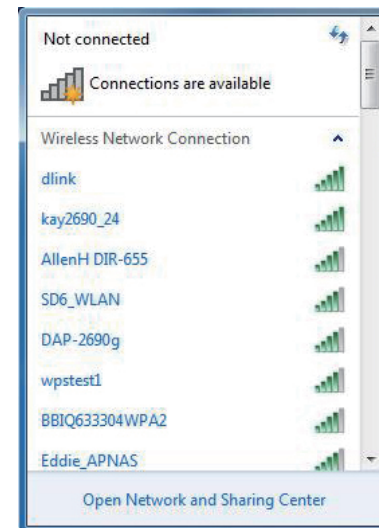 Not connected
Connections are available
Wireless Network Connection
dlink
kay2690_24
AllenH DIR-655
SD6_WLAN
DAP-2690g
wpstest1
BBIQ633304WPA2
Eddie_APNAS
Open Network and Sharing Center